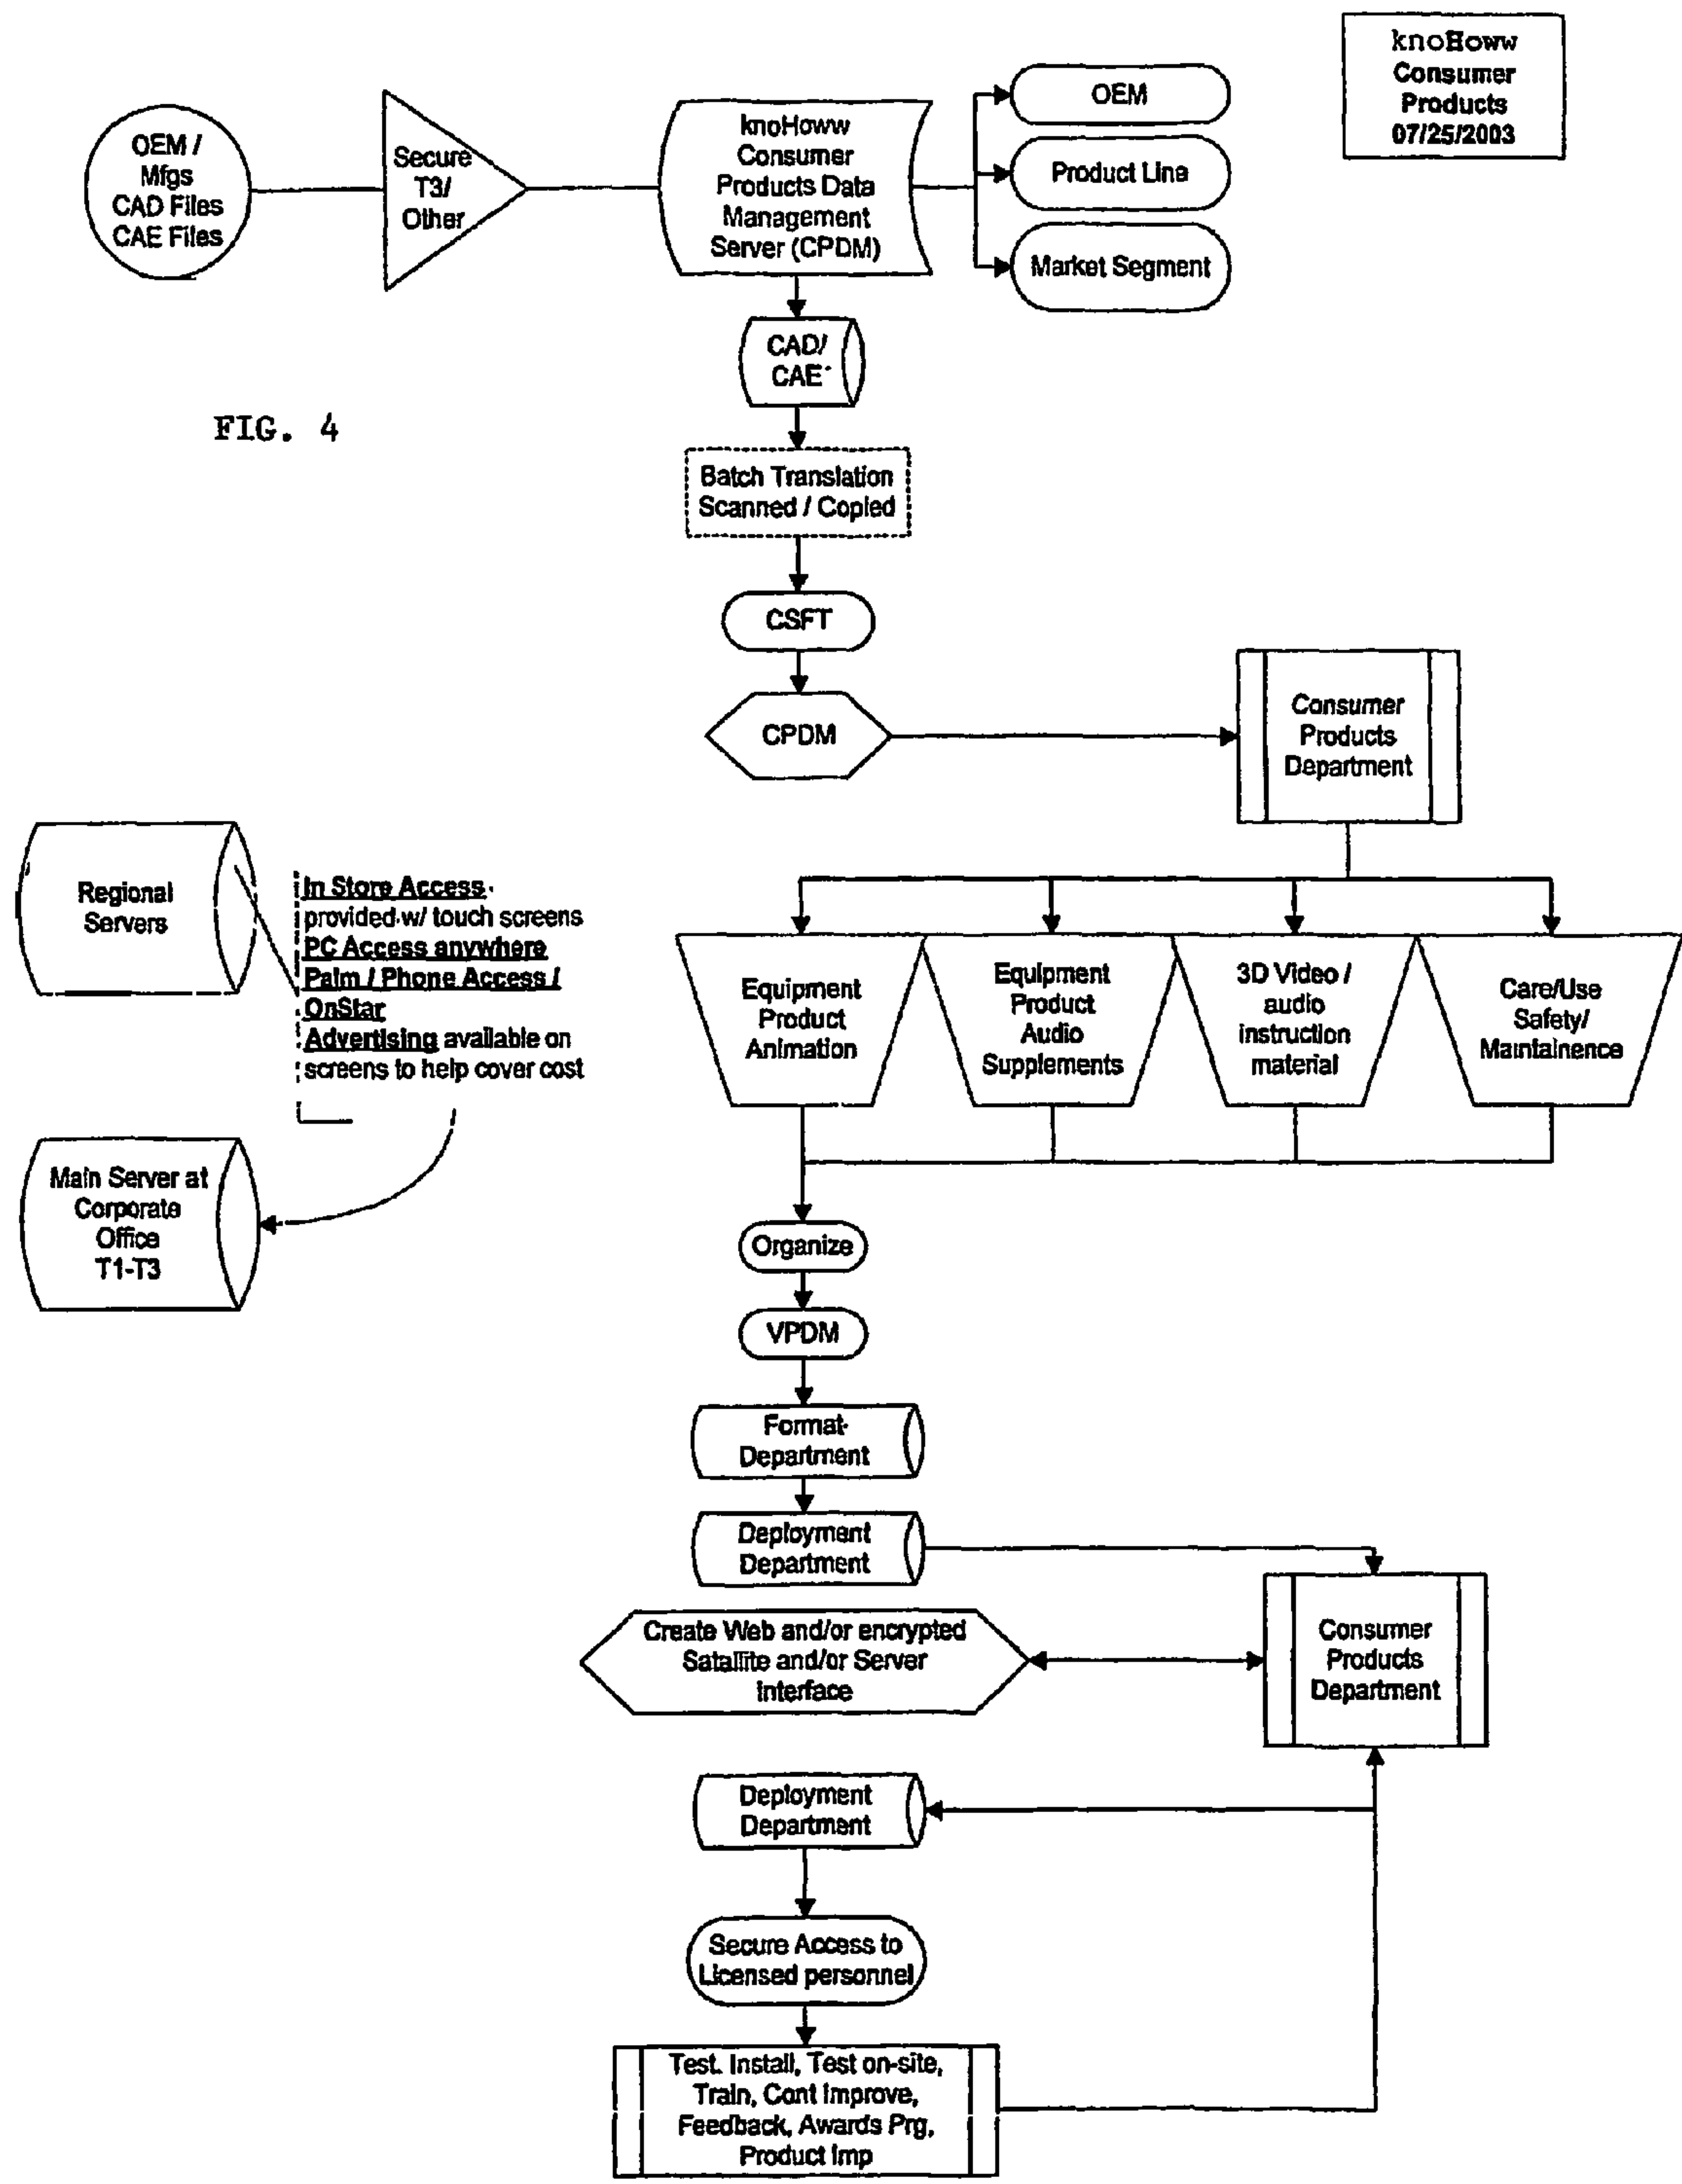 knoHoww
Consumer
Products
07/25/2003
OEM /
Mfgs
CAD Files
CAE Files
Secure
T3/
Other
knoHoww
Consumer
Products Data
Management
Server (CPDM)
OEM
Product Line
Market Segment
CAD/
CAE
FIG. 4
Batch Translation
Scanned / Copied
CSFT
CPDM
Consumer
Products
Department
Regional
Servers
In Store Access
provided w/ touch screens
PC Access anywhere
Palm / Phone Access /
OnStar
Advertising available on
screens to help cover cost
Main Server at
Corporate
Office
T1-T3
Equipment
Product
Animation
Equipment
Product
Audio
Supplements
3D Video /
audio
instruction
material
Care/Use
Safety/
Maintainence
Organize
VPDM
Format
Department
Deployment
Department
Create Web and/or encrypted
Satallite and/or Server
interface
Consumer
Products
Department
Deployment
Department
Secure Access to
Licensed personnel
Test. Install, Test on-site,
Train, Cont Improve,
Feedback, Awards Prg,
Product Imp